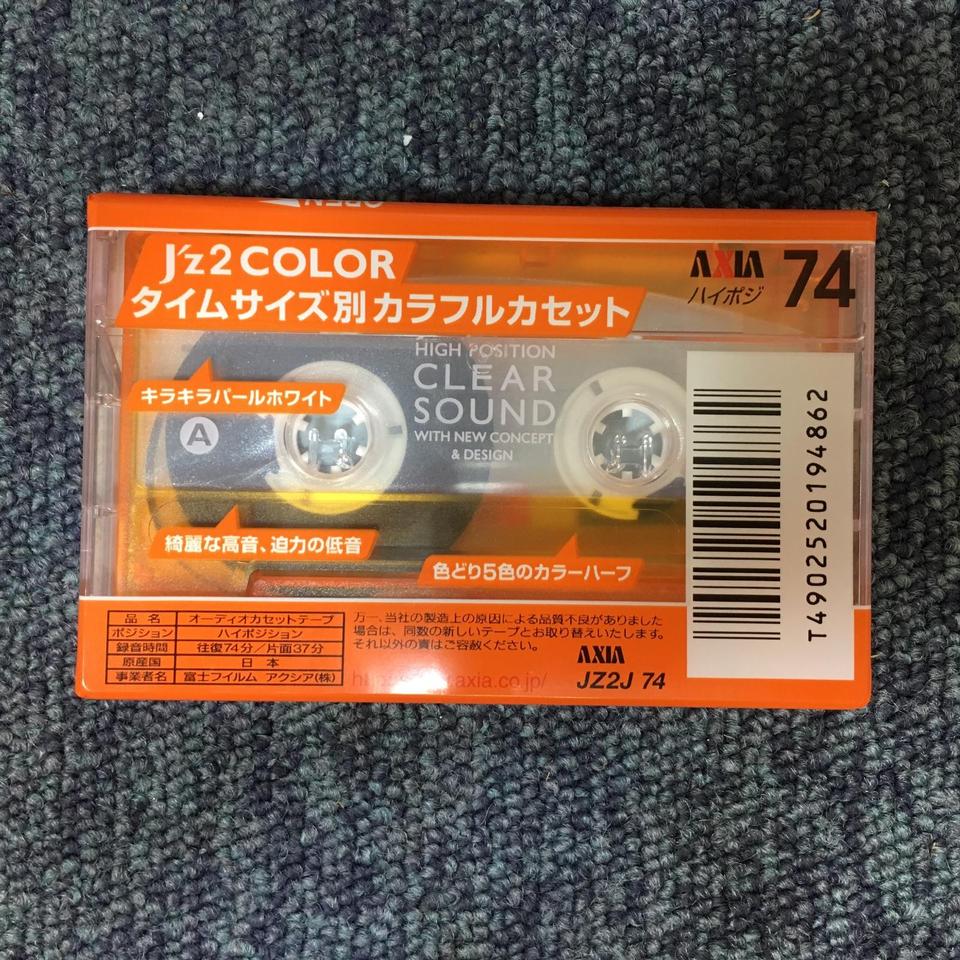 OPEN
J'z2 COLOR
タイムサイズ別カラフルカセット
AXIA
ハイポジ
74
キラキラパールホワイト
A
HIGH POSITION
CLEAR
SOUND
WITH NEW CONCEPT
& DESIGN
綺麗な高音、迫力の低音
色どり5色のカラーハーフ
T4902520194862
品名 オーディオカセットテープ
ポジション ハイポジション
録音時間 往復74分/片面37分
原産国 日本
事業者名 富士フイルム アクシア(株)
万一、当社の製造上の原因による品質不良がありました
場合は、同数の新しいテープとお取り替えいたします。
それ以外の責はご容赦ください。
axia.co.jp/
AXIA
JZ2J 74